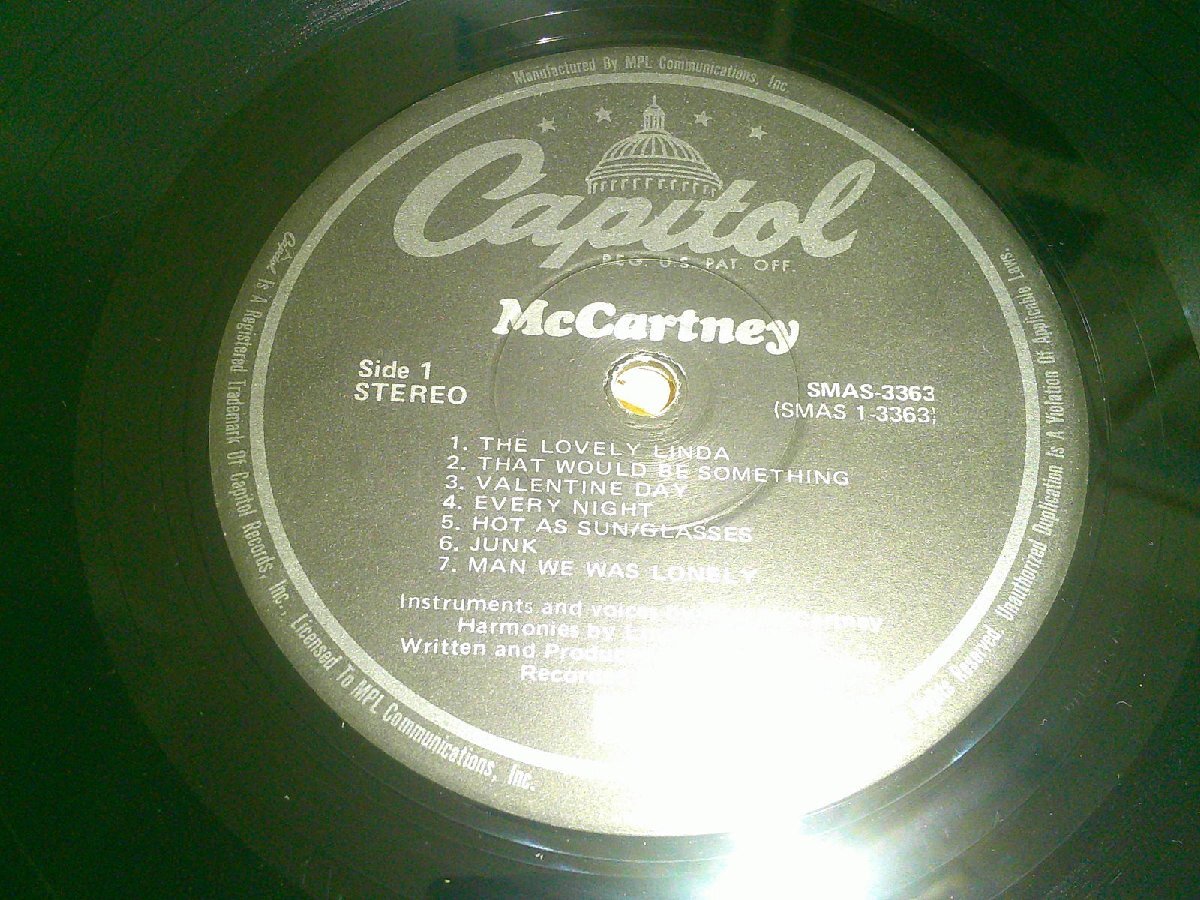 Manufactured By MPL Communications, Inc
Capitol
REG. U.S. PAT. OFF.
McCartney
Side 1
STEREO
SMAS-3363
(SMAS 1-3363)
1. THE LOVELY LINDA
2. THAT WOULD BE SOMETHING
3. VALENTINE DAY
4. EVERY NIGHT
5. HOT AS SUN/GLASSES
6. JUNK
7. MAN WE WAS LONELY
Instruments and voices
Harmonies by
Written and
Capitol Is A Registered Trademark Of Capitol Records, Inc., Licensed To MPL Communications, Inc.
Reserved. Unauthorized Duplication Is A Violation Of Applicable Laws.